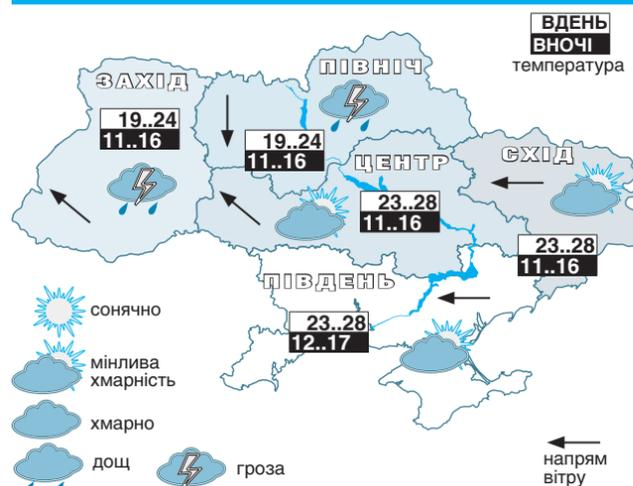 ВДЕНЬ
ВНОЧІ
температура
ЗАХІД
19..24
11..16
ПІВНІЧ
19..24
11..16
ЦЕНТР
23..28
11..16
СХІД
23..28
11..16
ПІВДЕНЬ
23..28
12..17
сонячно
мінлива
хмарність
хмарно
дощ
гроза
напрям
вітру